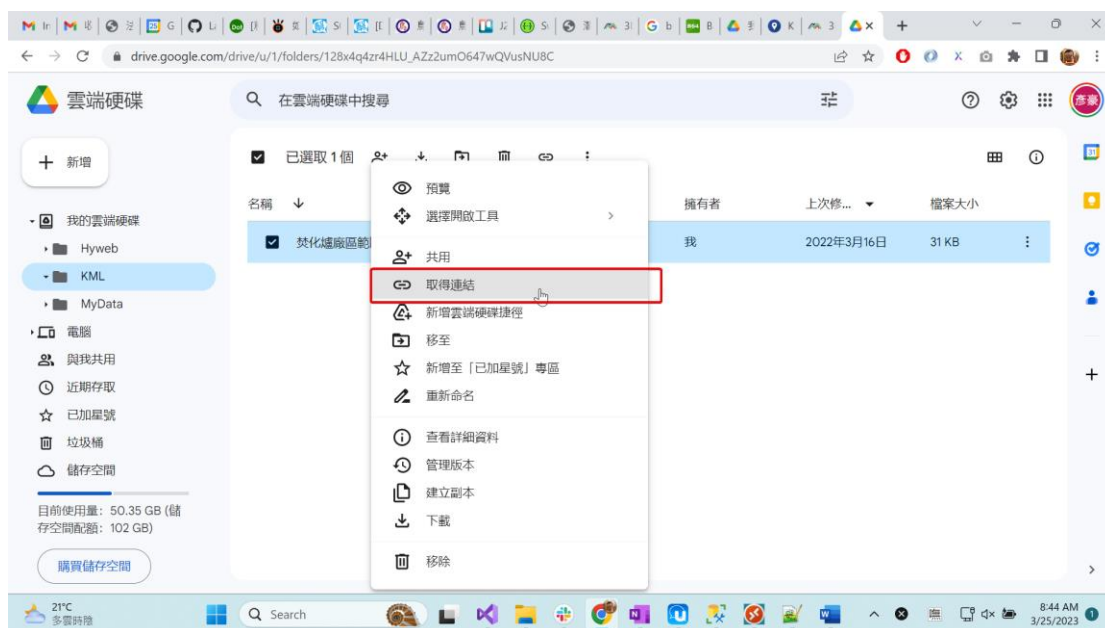 drive.google.com/drive/u/1/folders/128x4q4zr4HLU_AZz2umO647wQVusNU8C
雲端硬碟
在雲端硬碟中搜尋
彥豪
新增
已選取 1 個
名稱
擁有者
上次修...
檔案大小
焚化爐廠區範
我
2022年3月16日
31 KB
我的雲端硬碟
Hyweb
KML
MyData
電腦
與我共用
近期存取
已加星號
垃圾桶
儲存空間
目前使用量：50.35 GB (儲
存空間配額：102 GB)
購買儲存空間
預覽
選擇開啟工具
共用
取得連結
新增雲端硬碟捷徑
移至
新增至「已加星號」專區
重新命名
查看詳細資料
管理版本
建立副本
下載
移除
21°C
多雲時陰
Search
8:44 AM
3/25/2023